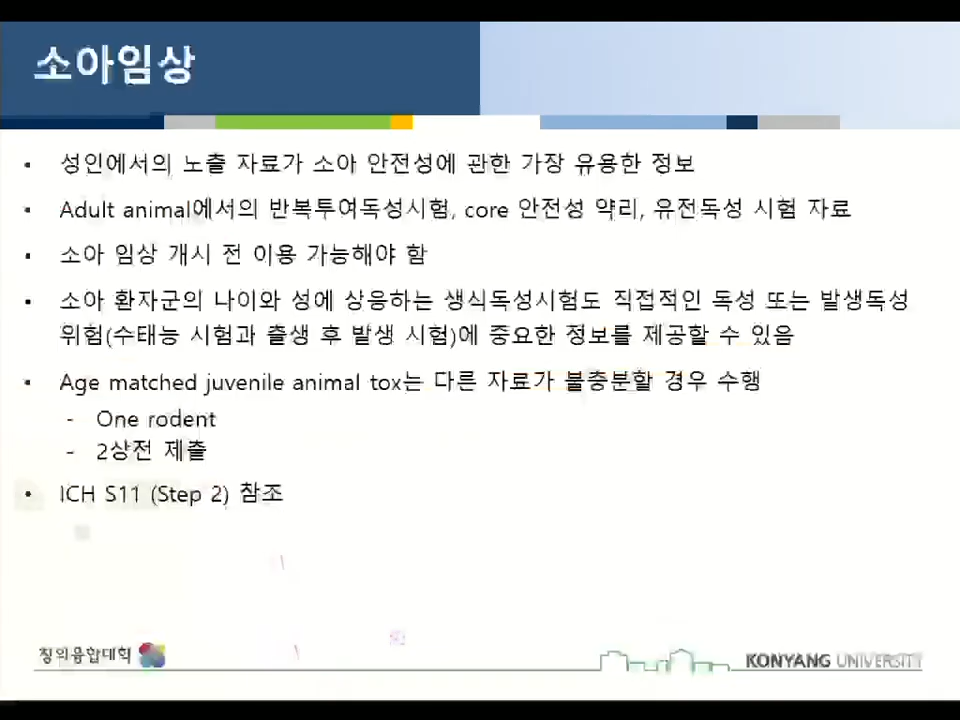 소아임상
• 성인에서의 노출 자료가 소아 안전성에 관한 가장 유용한 정보
• Adult animal에서의 반복투여독성시험, core 안전성 약리, 유전독성 시험 자료
• 소아 임상 개시 전 이용 가능해야 함
• 소아 환자군의 나이와 성에 상응하는 생식독성시험도 직접적인 독성 또는 발생독성
위험(수태능 시험과 출생 후 발생 시험)에 중요한 정보를 제공할 수 있음
• Age matched juvenile animal tox는 다른 자료가 불충분할 경우 수행
- One rodent
- 2상전 제출
• ICH S11 (Step 2) 참조
창의융합대학
KONYANG UNIVERSITY